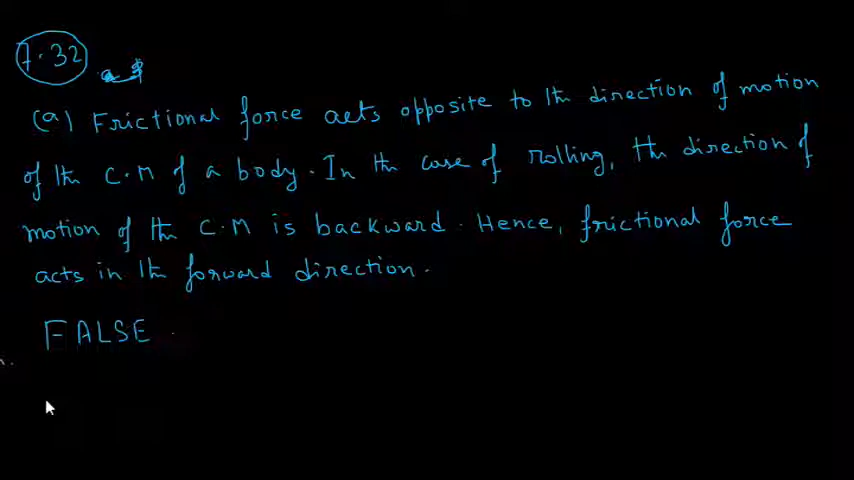 7.32
(a) Frictional force acts opposite to the direction of motion
of the C.M of a body. In the case of rolling, the direction of
motion of the C.M is backward. Hence, frictional force
acts in the forward direction.
FALSE.